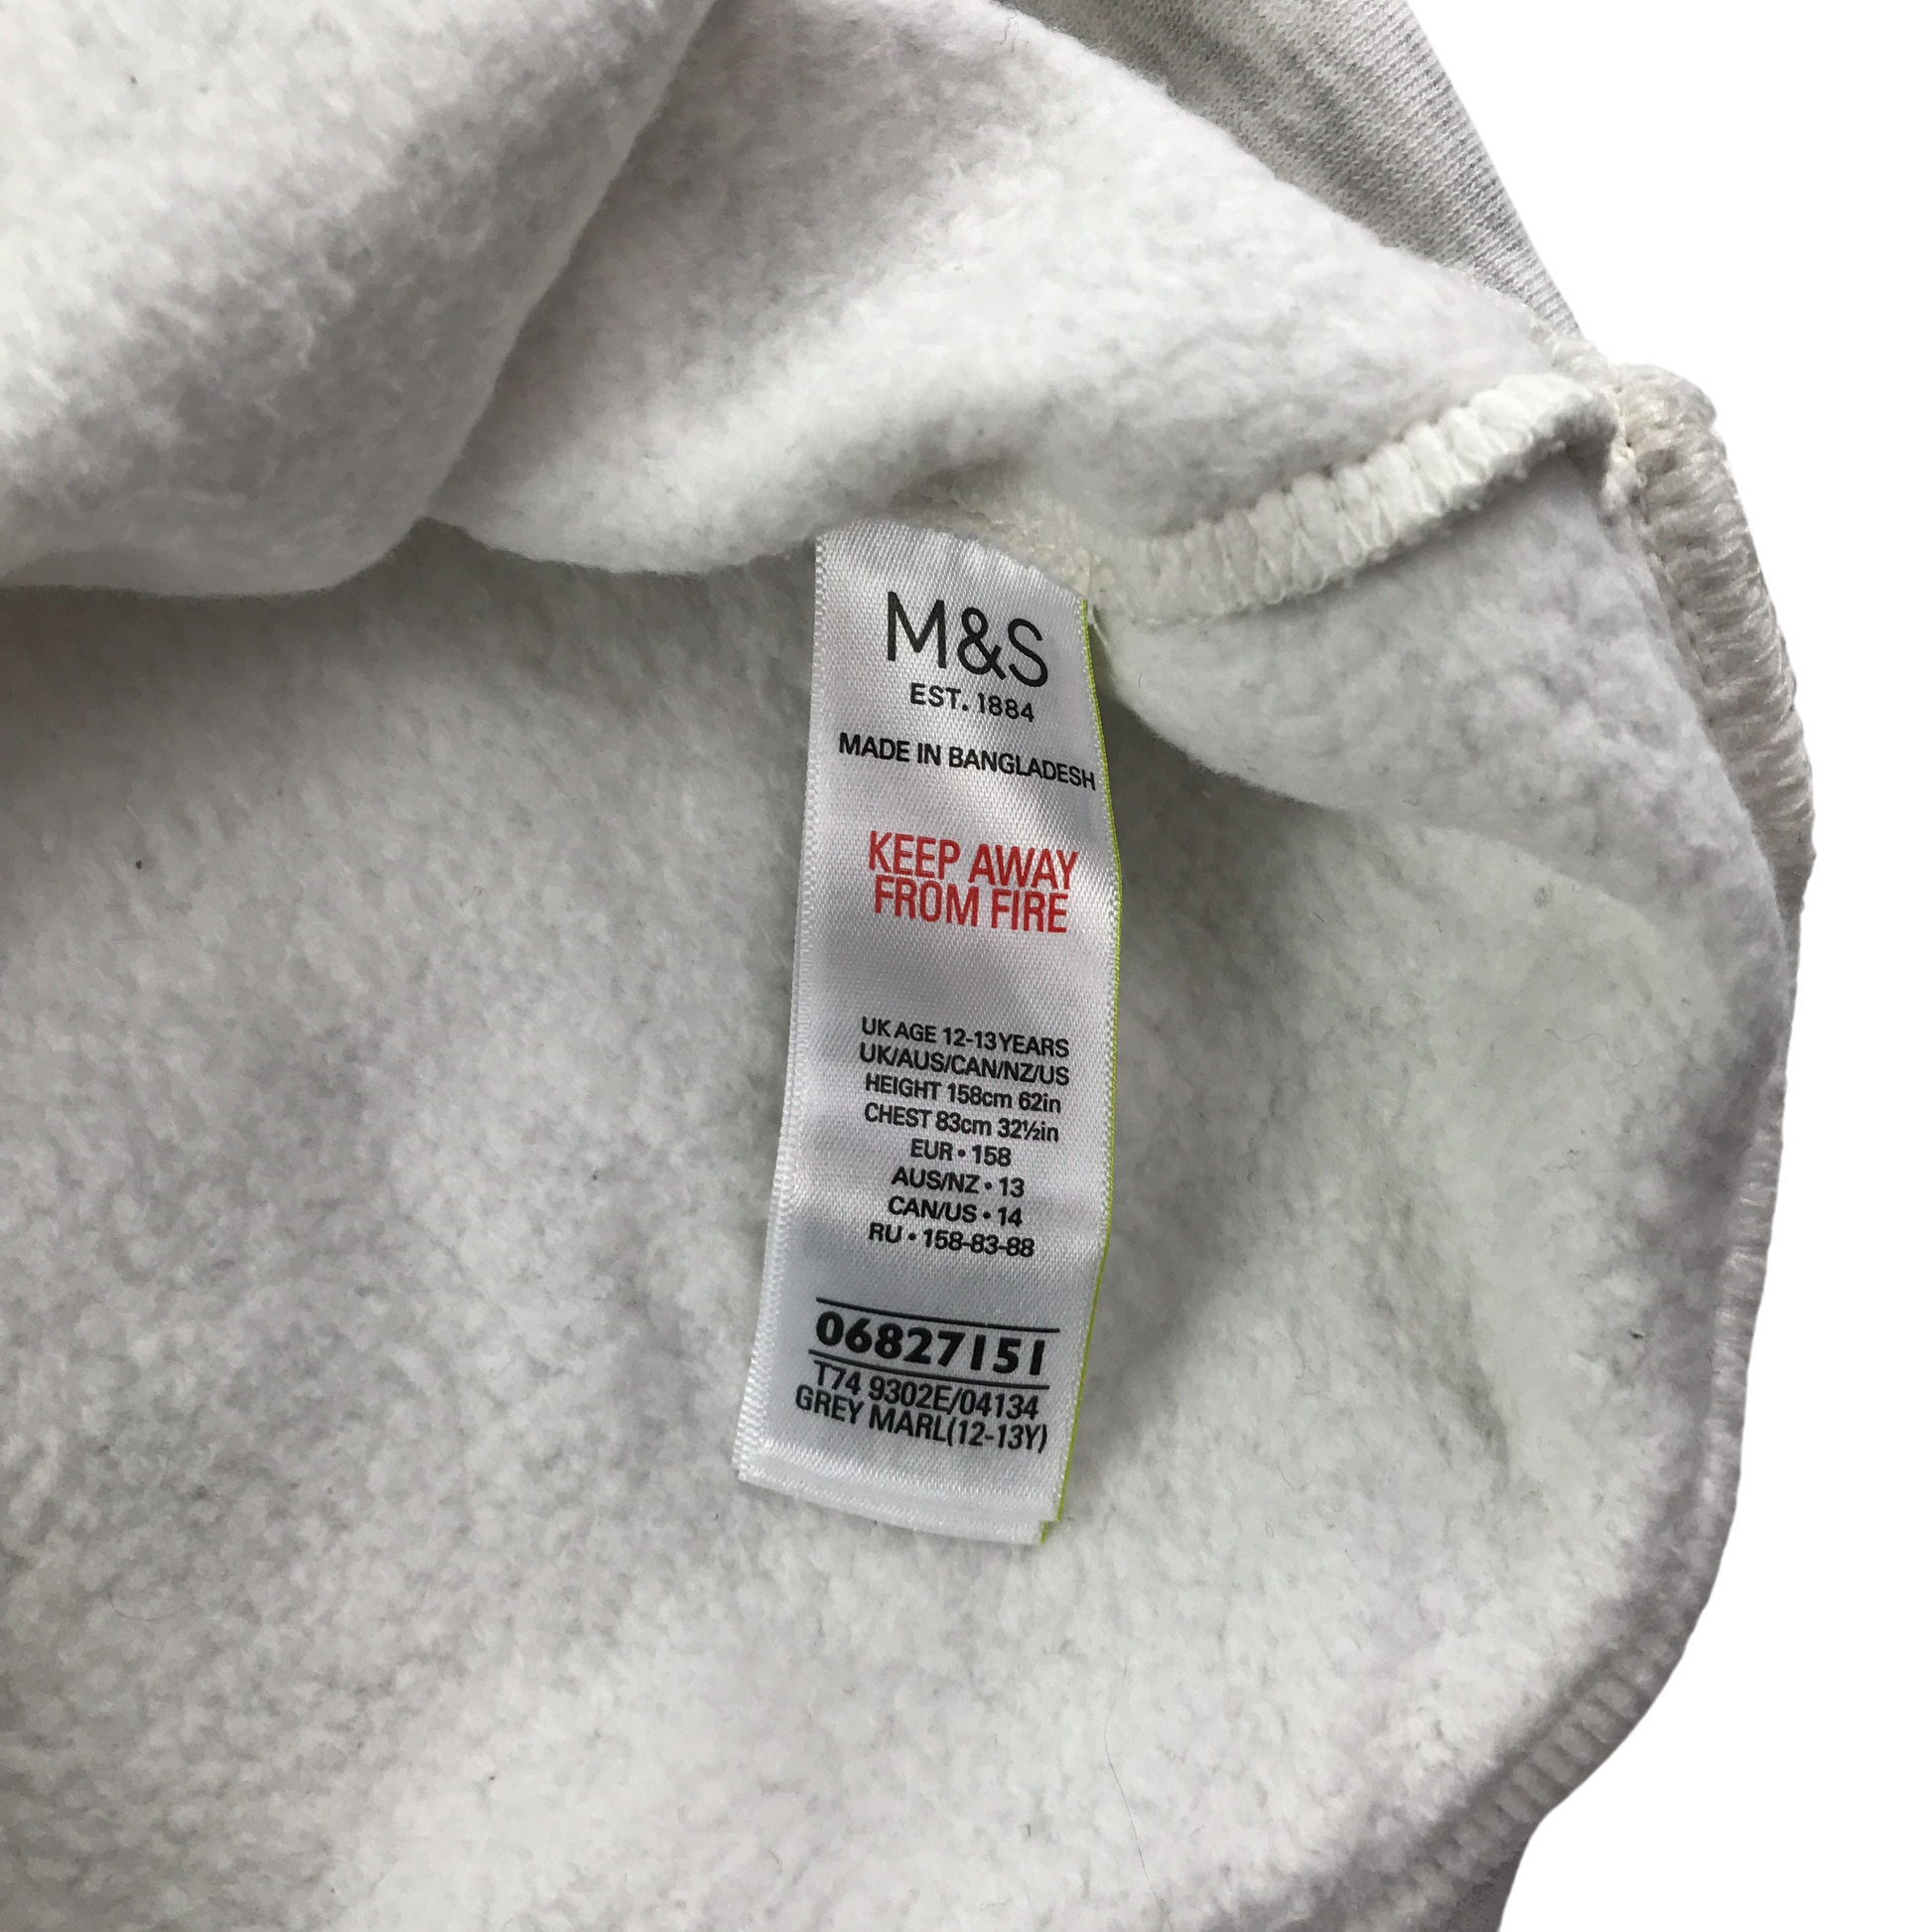 M&S
EST. 1884
MADE IN BANGLADESH
KEEP AWAY
FROM FIRE
UK AGE 12-13YEARS
UK/AUS/CAN/NZ/US
HEIGHT 158cm 62in
CHEST 83cm 32½in
EUR • 158
AUS/NZ • 13
CAN/US • 14
RU • 158-83-88
06827151
T74 9302E/04134
GREY MARL(12-13Y)